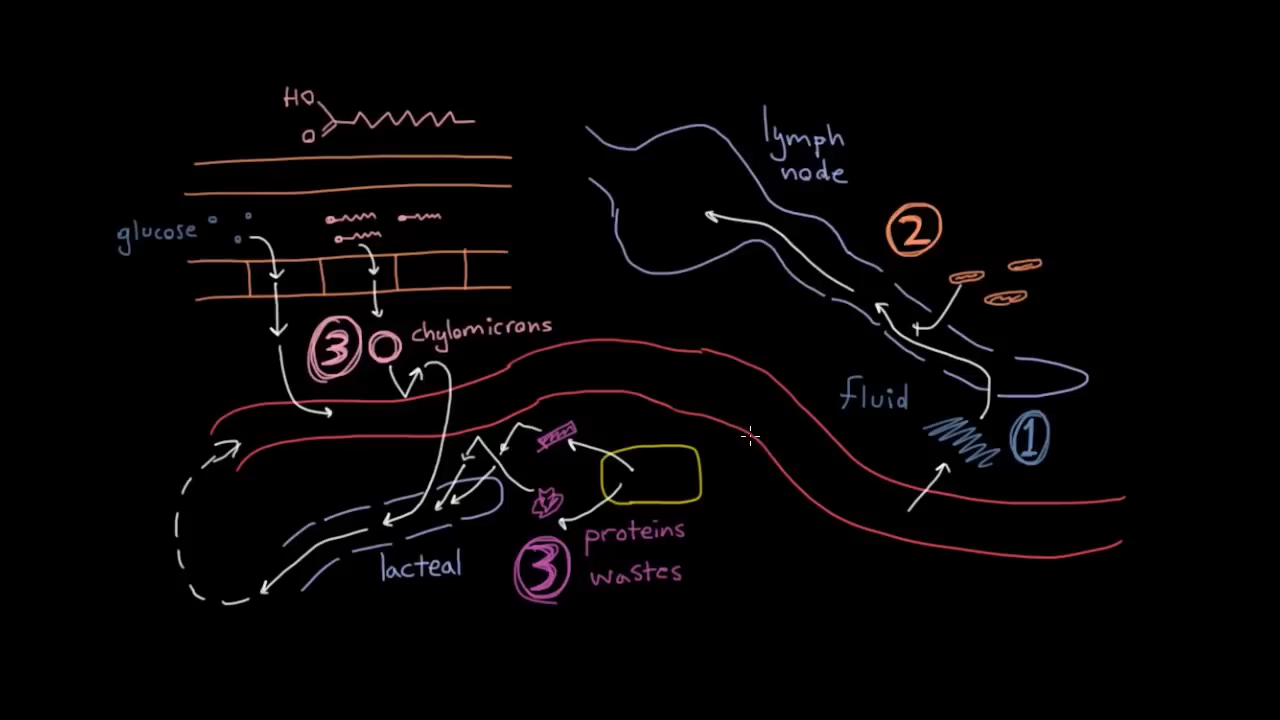 HO
O
lymph
node
glucose
2
3
chylomicrons
fluid
1
lacteal
3
proteins
wastes